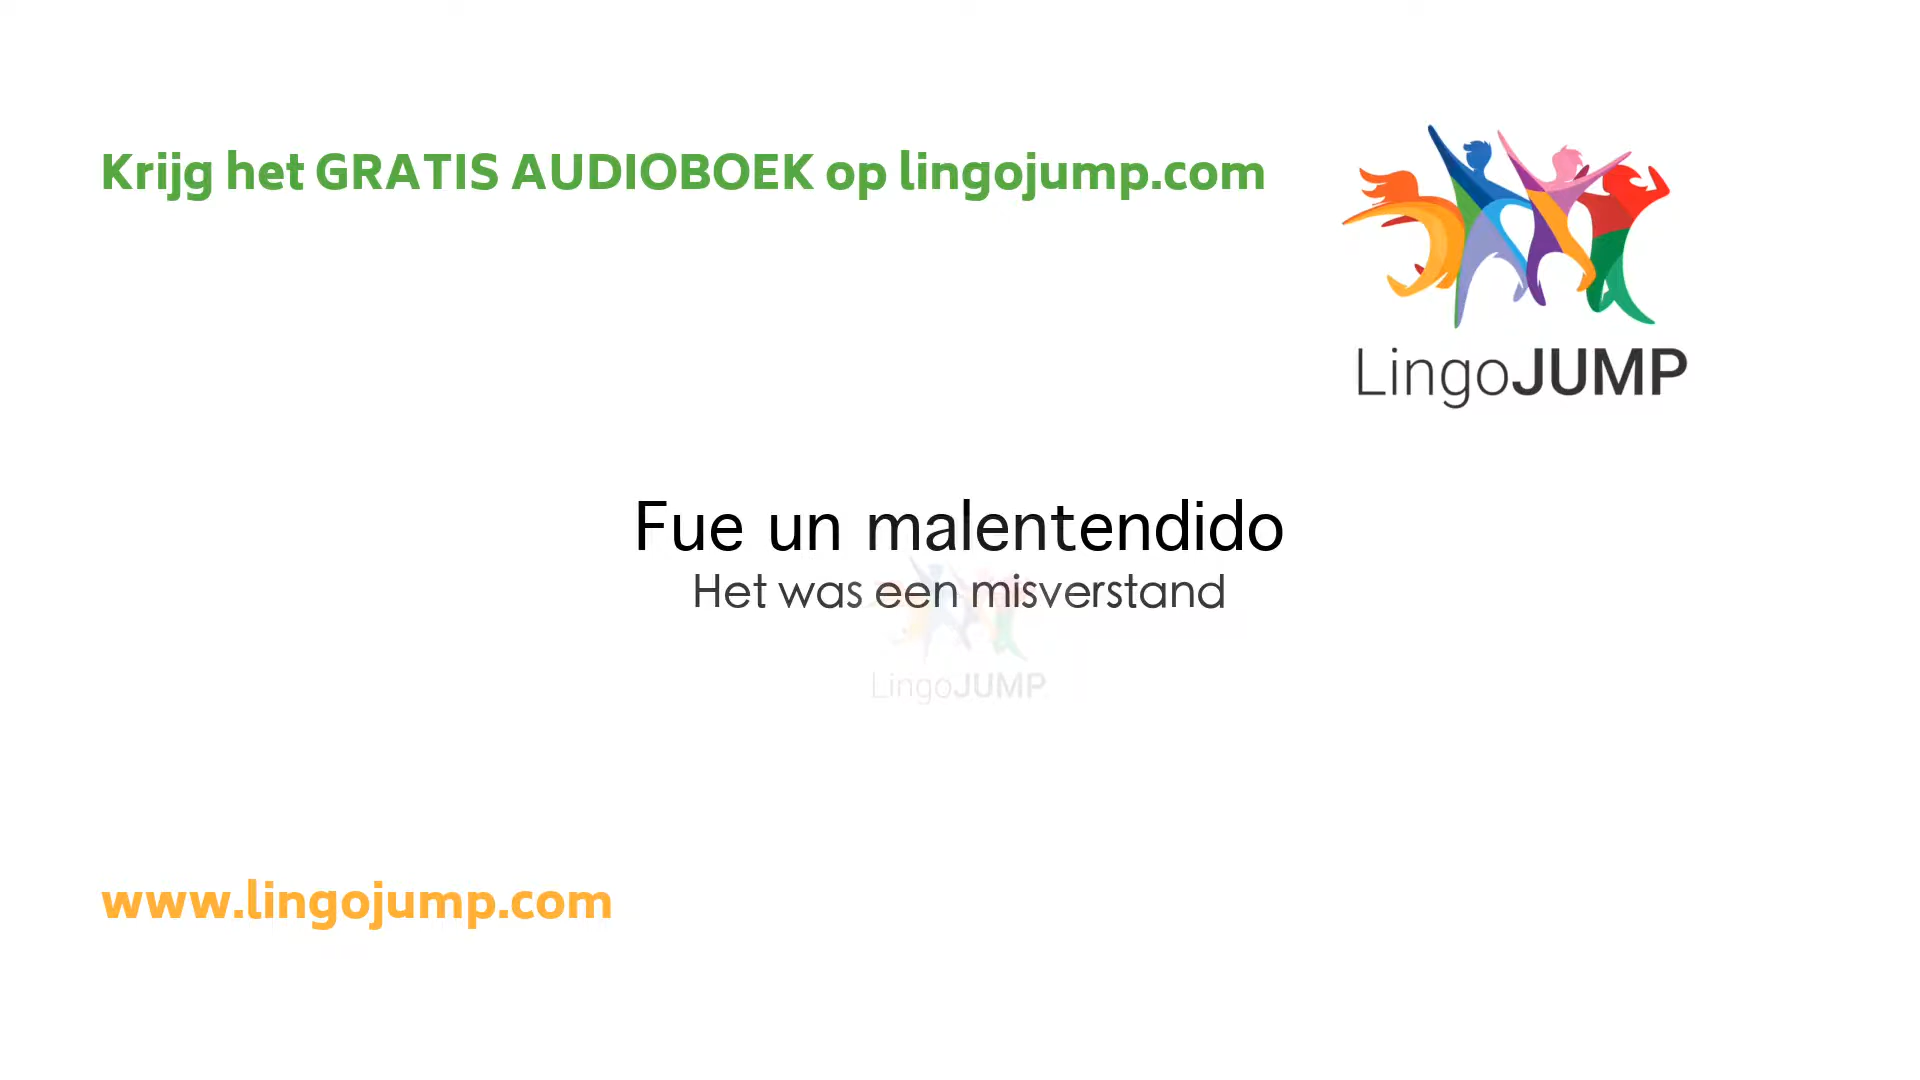 Krijg het GRATIS AUDIOBOEK op lingojump.com
LingoJUMP
Fue un malentendido
Het was een misverstand
LingoJUMP
www.lingojump.com